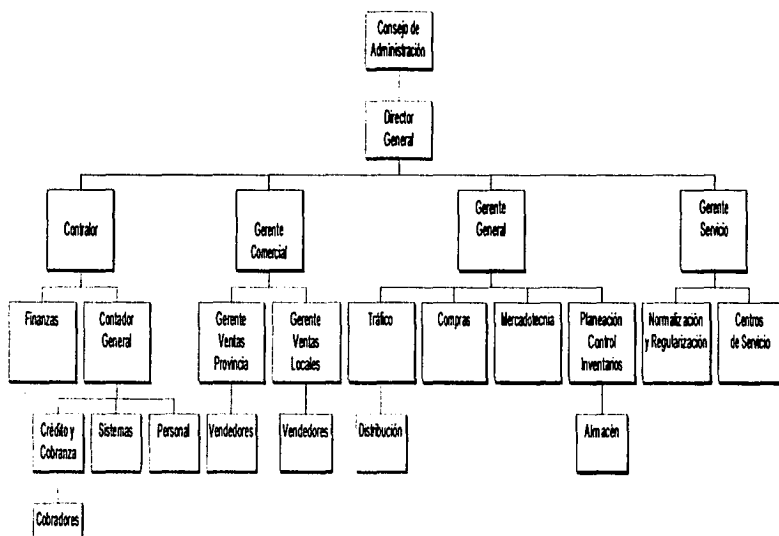 Consejo de
Administración
Director
General
Contralor
Gerente
Comercial
Gerente
General
Gerente
Servicio
Finanzas
Contador
General
Gerente
Ventas
Provincia
Gerente
Ventas
Locales
Tráfico
Compras
Mercadotecnia
Planeación
Control
Inventarios
Normalización
y Regularización
Centros
de Servicio
Crédito y
Cobranza
Sistemas
Personal
Vendedores
Vendedores
Distribución
Almacén
Cobradores